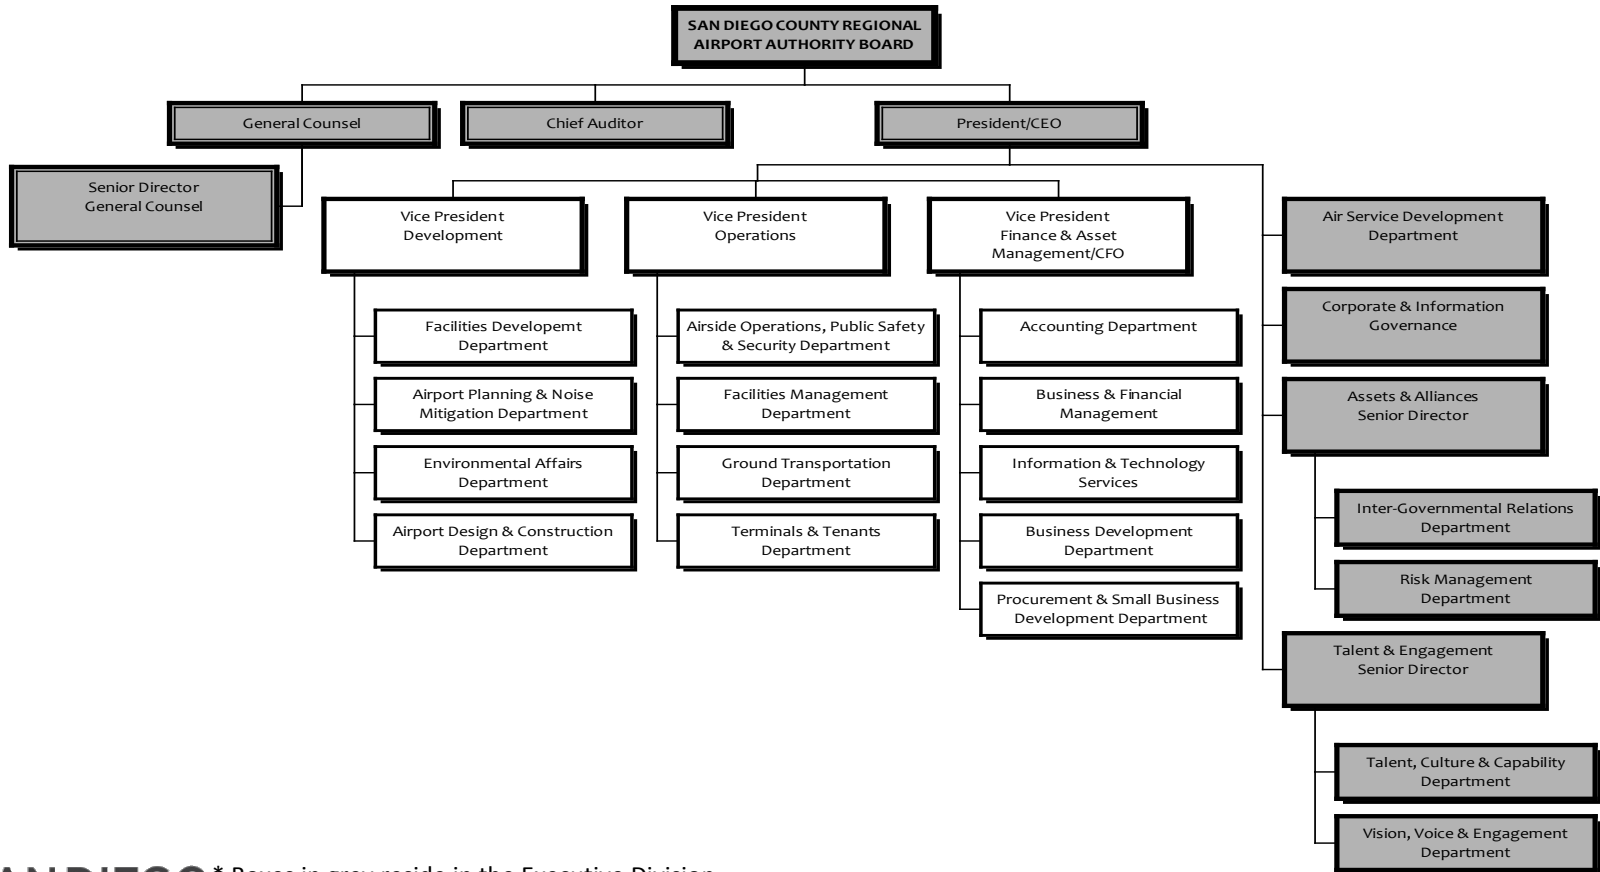 SAN DIEGO COUNTY REGIONAL
AIRPORT AUTHORITY BOARD
General Counsel
Chief Auditor
President/CEO
Senior Director
General Counsel
Vice President
Development
Vice President
Operations
Vice President
Finance & Asset
Management/CFO
Air Service Development
Department
Corporate & Information
Governance
Assets & Alliances
Senior Director
Facilities Developemt
Department
Airport Planning & Noise
Mitigation Department
Environmental Affairs
Department
Airport Design & Construction
Department
Airside Operations, Public Safety
& Security Department
Facilities Management
Department
Ground Transportation
Department
Terminals & Tenants
Department
Accounting Department
Business & Financial
Management
Information & Technology
Services
Business Development
Department
Procurement & Small Business
Development Department
Inter-Governmental Relations
Department
Risk Management
Department
Talent & Engagement
Senior Director
Talent, Culture & Capability
Department
Vision, Voice & Engagement
Department
* Boxes in grey reside in the Executive Division